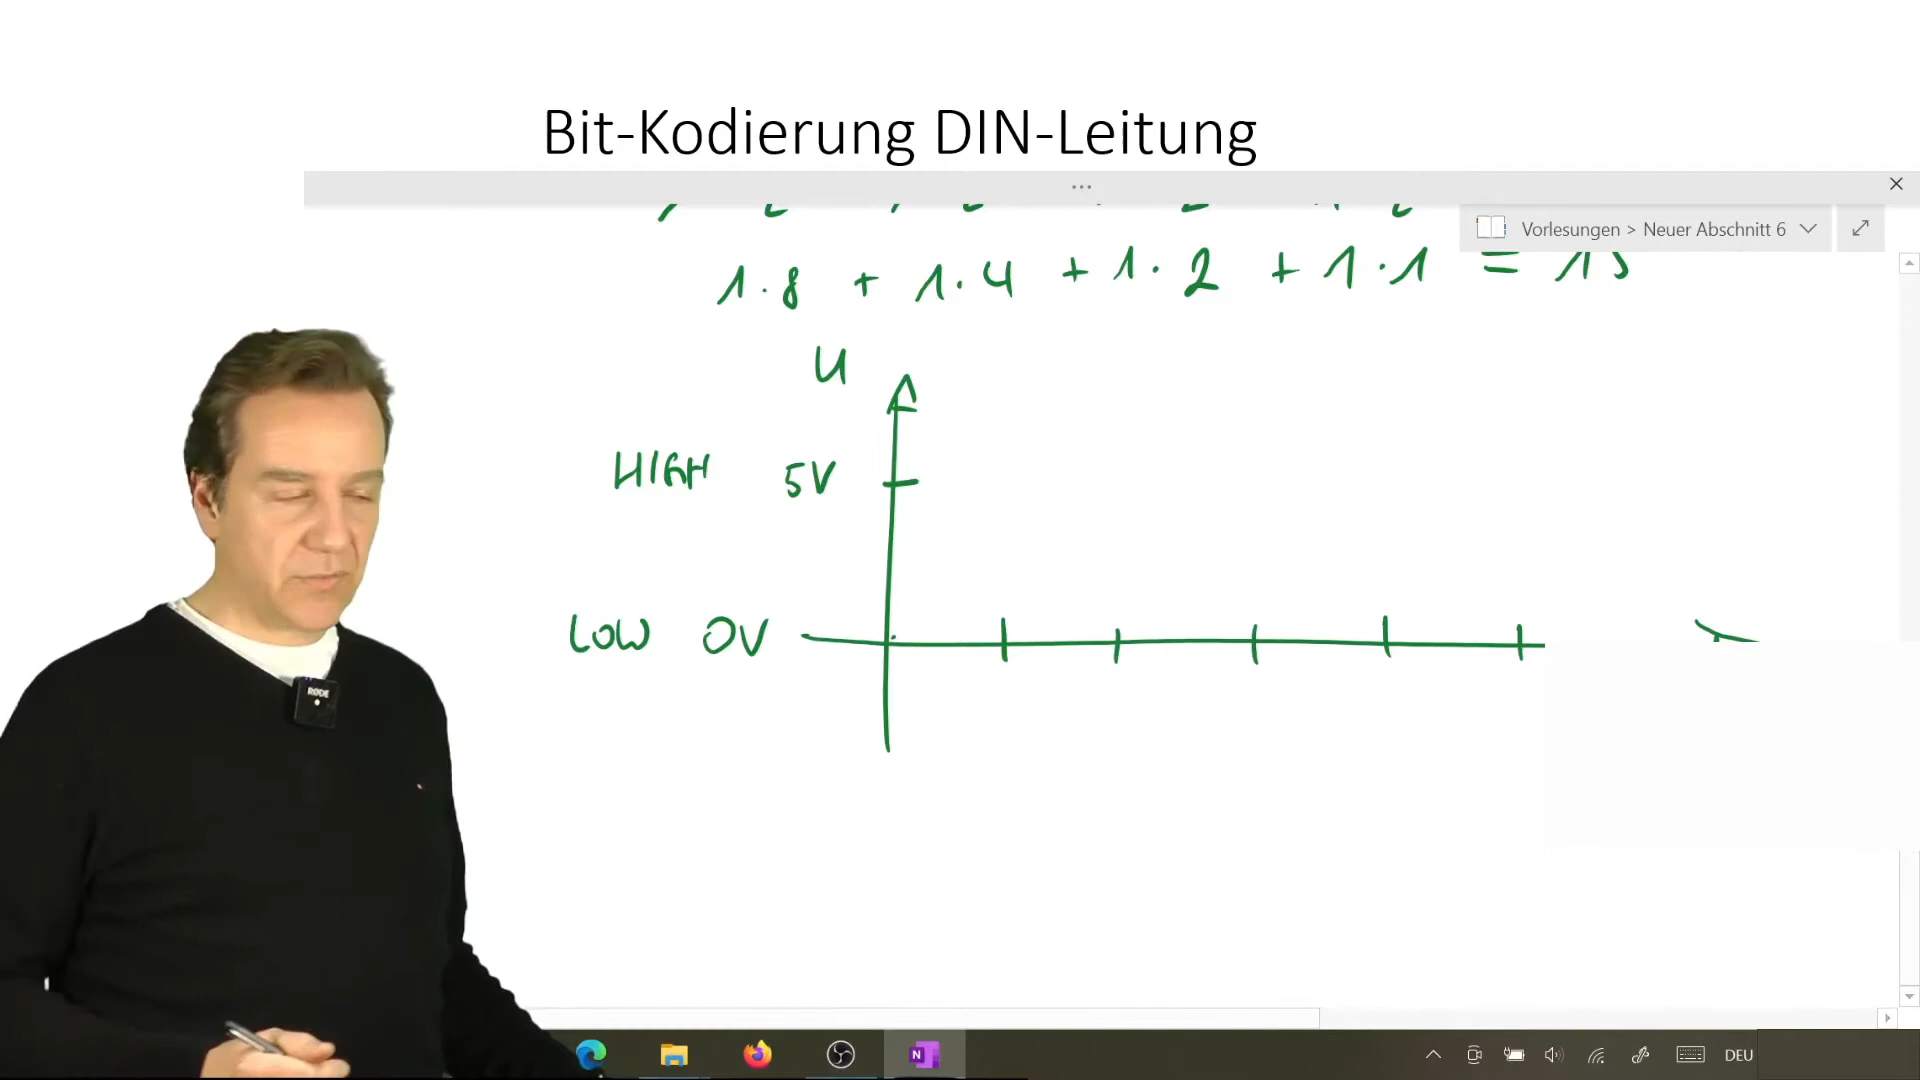 Bit-Kodierung DIN-Leitung
Vorlesungen > Neuer Abschnitt 6
1·8 + 1·4 + 1·2 + 1·1 = 15
U
HIGH 5V
LOW 0V
RØDE
N
DEU